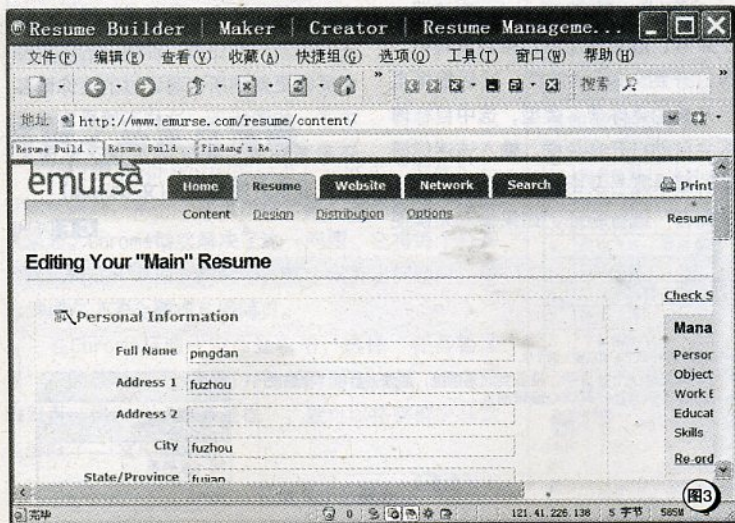 Resume Builder | Maker | Creator | Resume Manageme...
文件(F) 编辑(E) 查看(V) 收藏(A) 快捷组(G) 选项(O) 工具(T) 窗口(W) 帮助(H)
搜索
地址 http://www.emurse.com/resume/content/
Resume Build... Resume Build... Pindang's Re...
emurse Home Resume Website Network Search Print
Content Design Distribution Options Resume
Editing Your "Main" Resume
Check S
Personal Information
Mana
Full Name pingdan
Person
Address 1 fuzhou
Object
Work E
Address 2
Educat
Skills
City fuzhou
Re-ord
State/Province fujian
图3
完毕 0 121.41.226.138 5 字节 585M